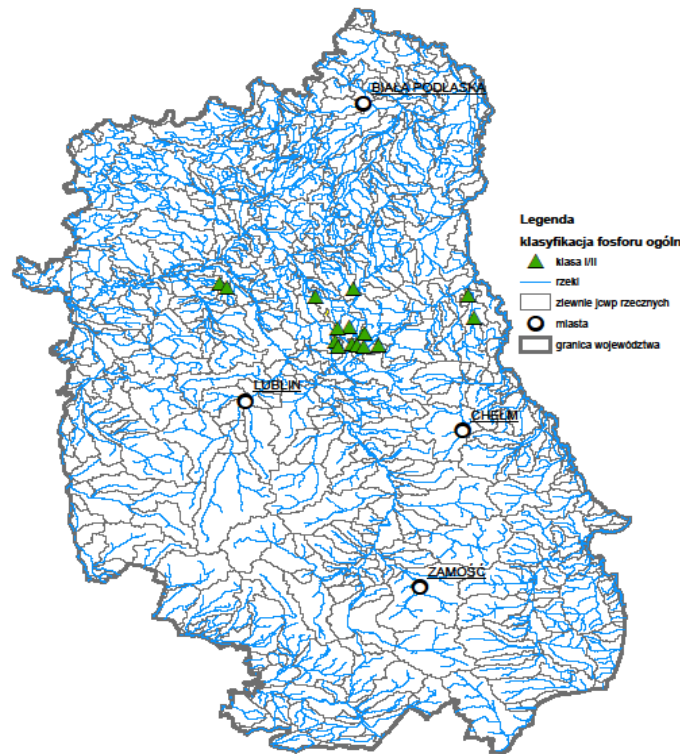 BIAŁA PODLASKA
Legenda
klasyfikacja fosforu ogóln
klasa I/II
rzeki
zlewnie jcwp rzecznych
miasta
granica województwa
LUBLIN
CHEŁM
ZAMOŚĆ